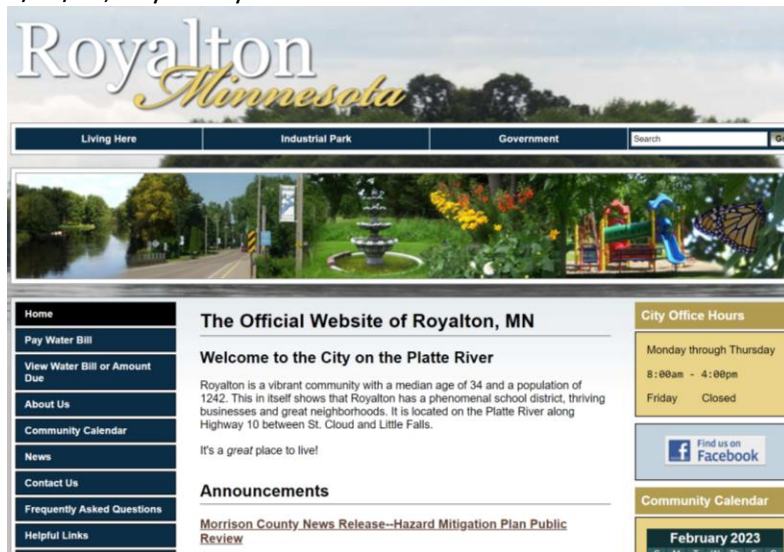 Royalton
Minnesota
Living Here
Industrial Park
Government
Search
Home
Pay Water Bill
View Water Bill or Amount
Due
About Us
Community Calendar
News
Contact Us
Frequently Asked Questions
Helpful Links
The Official Website of Royalton, MN
Welcome to the City on the Platte River
Royalton is a vibrant community with a median age of 34 and a population of
1242. This in itself shows that Royalton has a phenomenal school district, thriving
businesses and great neighborhoods. It is located on the Platte River along
Highway 10 between St. Cloud and Little Falls.
It's a great place to live!
Announcements
Morrison County News Release--Hazard Mitigation Plan Public
Review
City Office Hours
Monday through Thursday
8:00am - 4:00pm
Friday Closed
Find us on
Facebook
Community Calendar
February 2023